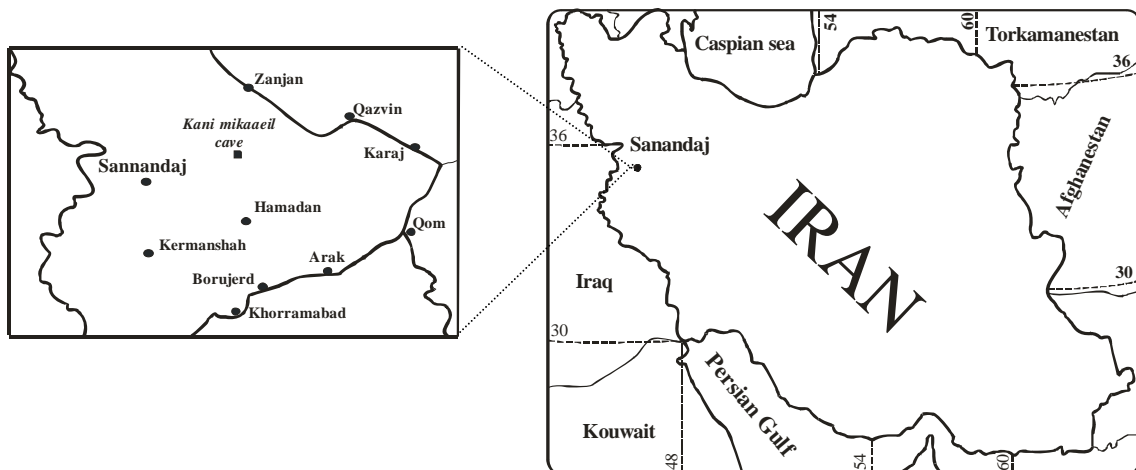 Zanjan
Qazvin
Kani mikaaeil
cave
Karaj
Sannandaj
Hamadan
Qom
Kermanshah
Arak
Borujerd
Khorramabad
Caspian sea
54
60
Torkamanestan
36
36
Sanandaj
Afghanestan
IRAN
Iraq
30
30
Persian Gulf
Kouwait
48
54
60